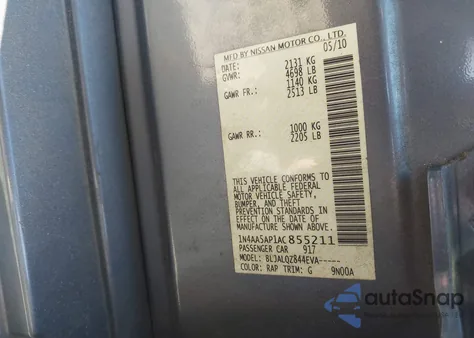 MFD BY NISSAN MOTOR CO., LTD.
DATE: 05/10
GVWR: 2131 KG
4698 LB
GAWR FR.: 1140 KG
2513 LB
GAWR RR.: 1000 KG
2205 LB
THIS VEHICLE CONFORMS TO
ALL APPLICABLE FEDERAL
MOTOR VEHICLE SAFETY,
BUMPER, AND THEFT
PREVENTION STANDARDS IN
EFFECT ON THE DATE OF
MANUFACTURE SHOWN ABOVE.
1N4AA5AP1AC855211
PASSENGER CAR 917
MODEL: BLJALQZ844EVA-----
COLOR: RAP TRIM: G 9N00A
autoSnap